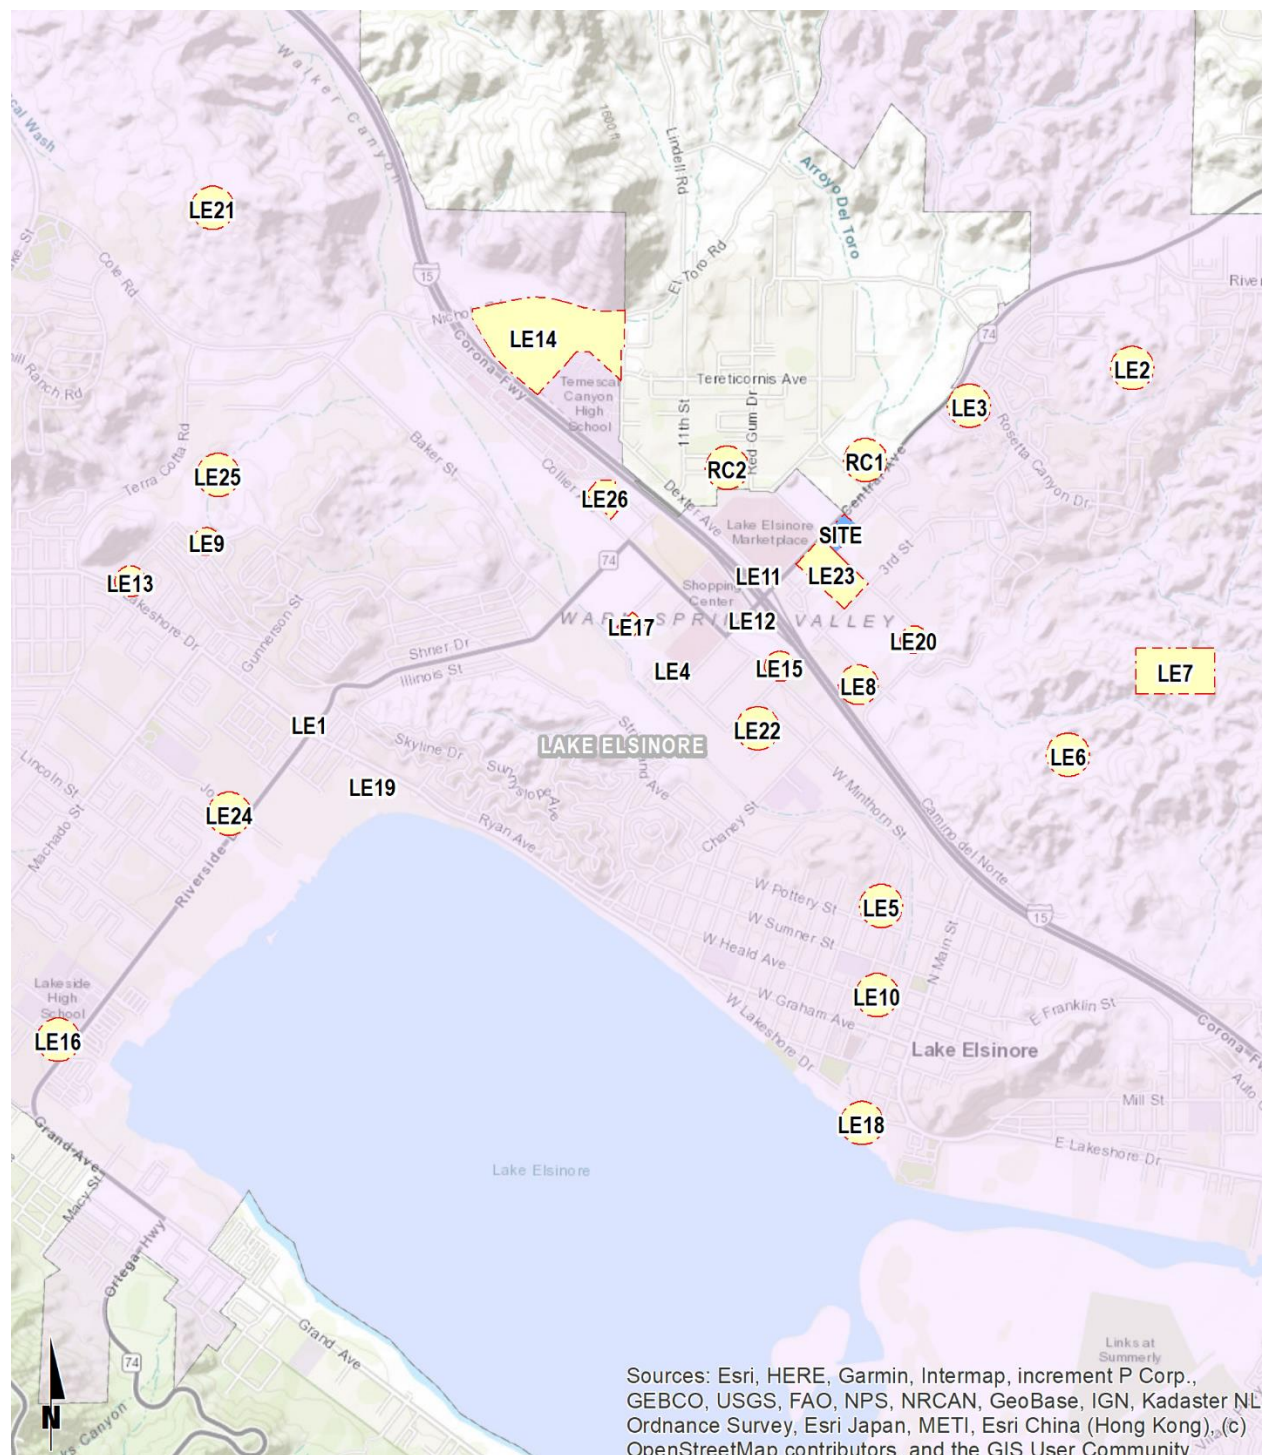 Walker Canyon
cal Wash
1600 ft
Lindell Rd
Arroyo Del Toro
LE21
Cole Rd
15
El Toro Rd
River
74
LE14
Corona Fwy
Temescal
Canyon
High
School
Tereticornis Ave
LE2
LE3
11th St
Red Gum Dr
Rosetta Canyon Dr
Terra Cotta Rd
Baker St
RC2
RC1
Central Ave
LE25
Collier
LE26
Dexter Ave
Lake Elsinore
Marketplace
SITE
3rd St
LE9
74
LE11
LE23
LE13
Shopping
Center
Lakeshore Dr
Gunnerson St
LE12
VALLEY
LE17
LE20
Shrier Dr
Illinois St
LE4
LE15
LE8
LE7
LE1
LE22
LAKE ELSINORE
Skyline Dr
Sunnyslope Ave
LE6
Lincoln St
LE19
W Minthorn St
Machado St
LE24
Ryan Ave
Chaney St
Camino del Norte
Riverside
W Pottery St
LE5
15
W Sumner St
N Main St
W Heald Ave
Lakeside
High
School
LE10
W Graham Ave
E Franklin St
W Lakeshore Dr
LE16
Lake Elsinore
Corona Fw
Mill St
LE18
Grand Ave
E Lakeshore Dr
Lake Elsinore
Macy St
Ortega Hwy
Grand Ave
74
Links at
Summerly
N
Sources: Esri, HERE, Garmin, Intermap, increment P Corp.,
GEBCO, USGS, FAO, NPS, NRCAN, GeoBase, IGN, Kadaster NL
Ordnance Survey, Esri Japan, METI, Esri China (Hong Kong), (c)
OpenStreetMap contributors, and the GIS User Community